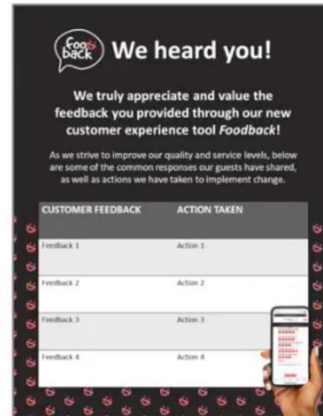 Foods
back
We heard you!
We truly appreciate and value the
feedback you provided through our new
customer experience tool Foodback!
As we strive to improve our quality and service levels, below
are some of the common responses our guests have shared,
as well as actions we have taken to implement change.
CUSTOMER FEEDBACK ACTION TAKEN
Feedback 1 Action 1
Feedback 2 Action 2
Feedback 3 Action 3
Feedback 4 Action 4